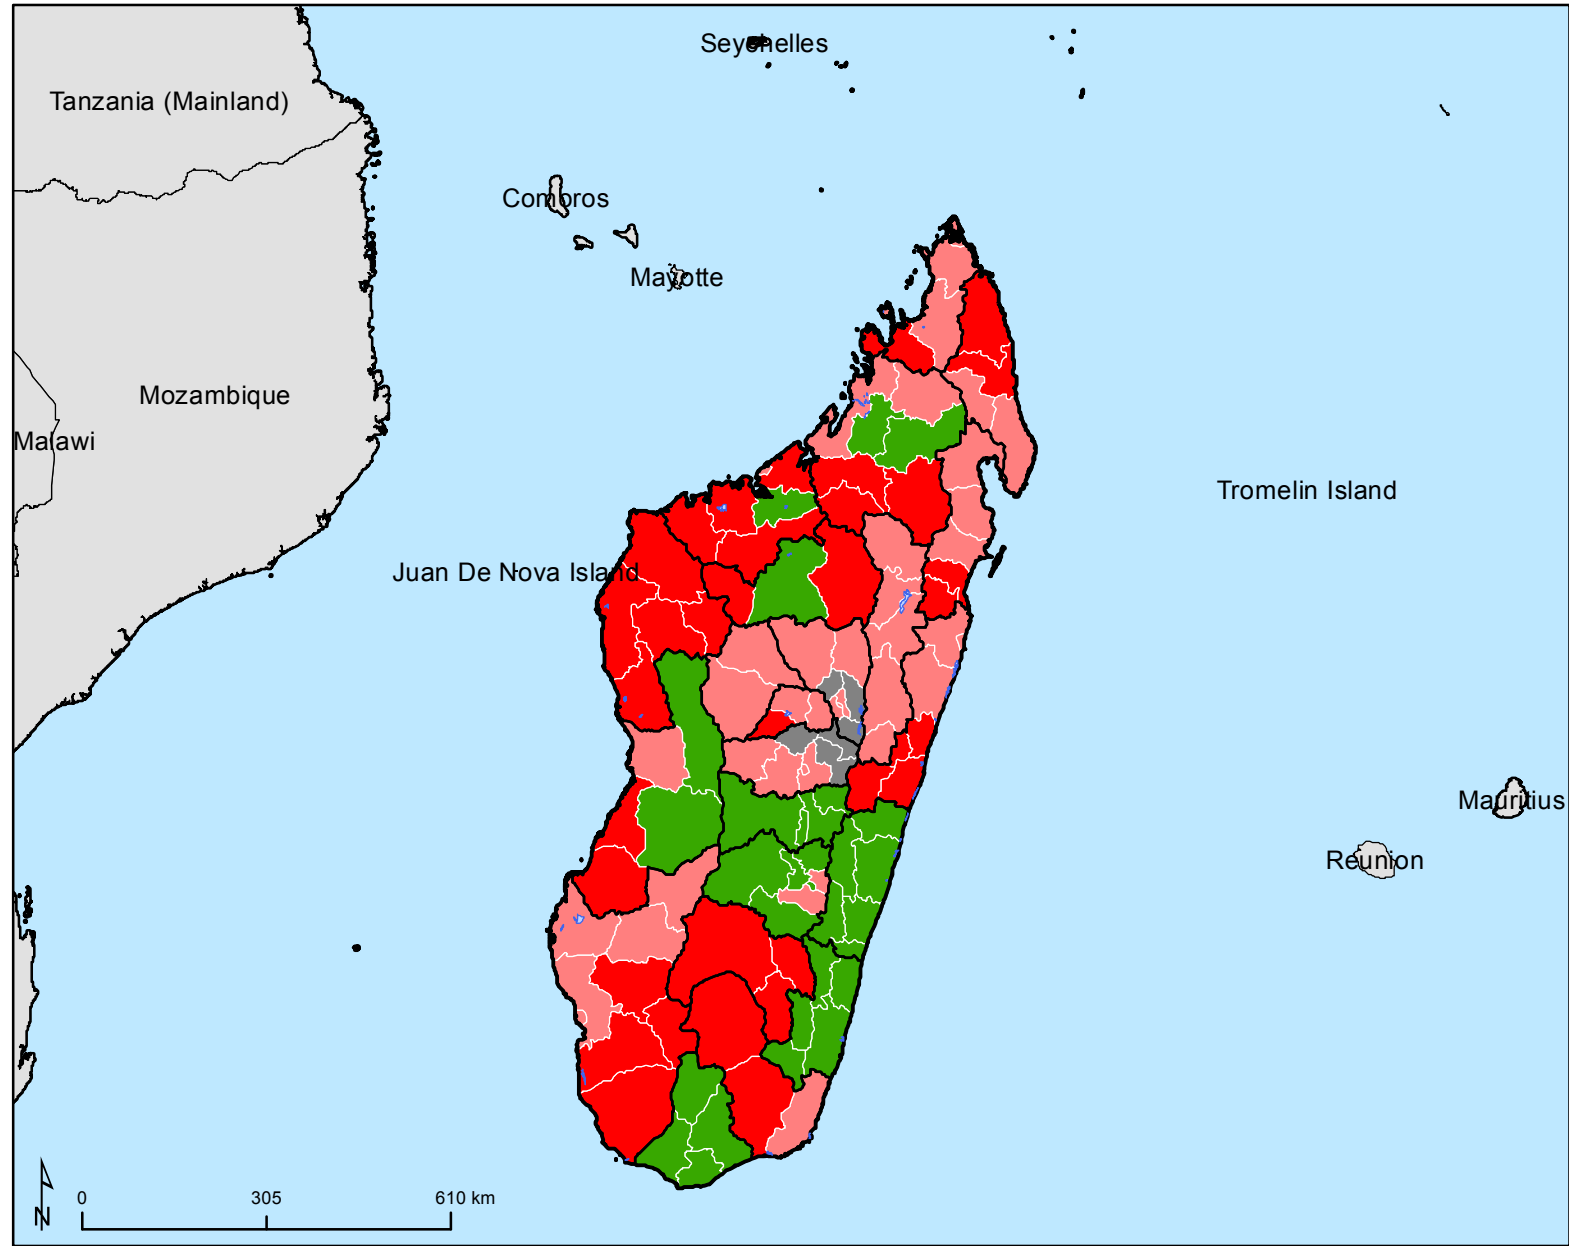 Seychelles
Tanzania (Mainland)
Comoros
Mayotte
Mozambique
Malawi
Tromelin Island
Juan De Nova Island
Mauritius
Reunion
0 305 610 km
N